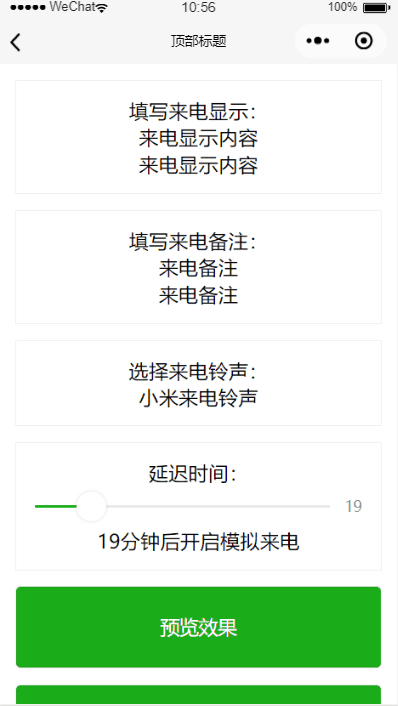 WeChat 10:56 100%
顶部标题
填写来电显示：
来电显示内容
来电显示内容
填写来电备注：
来电备注
来电备注
选择来电铃声：
小米来电铃声
延迟时间：
19
19分钟后开启模拟来电
预览效果